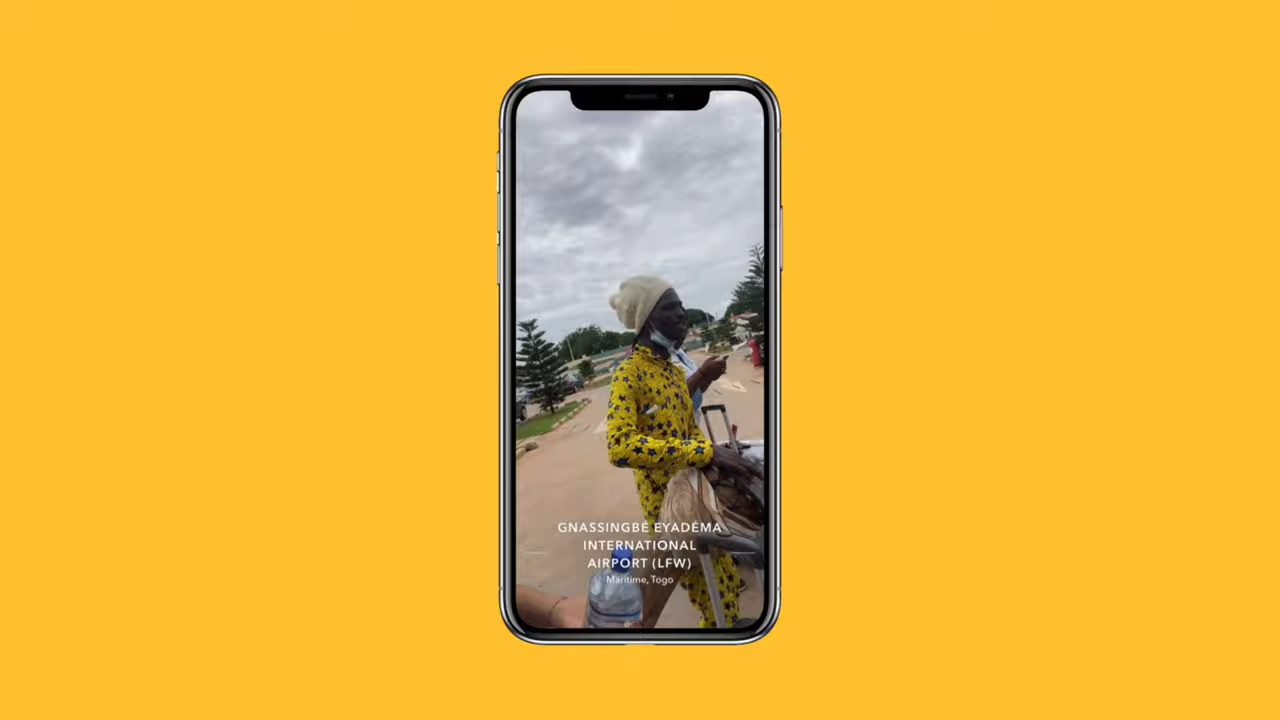 GNASSINGBÉ EYADÉMA
INTERNATIONAL
AIRPORT (LFW)
Maritime, Togo